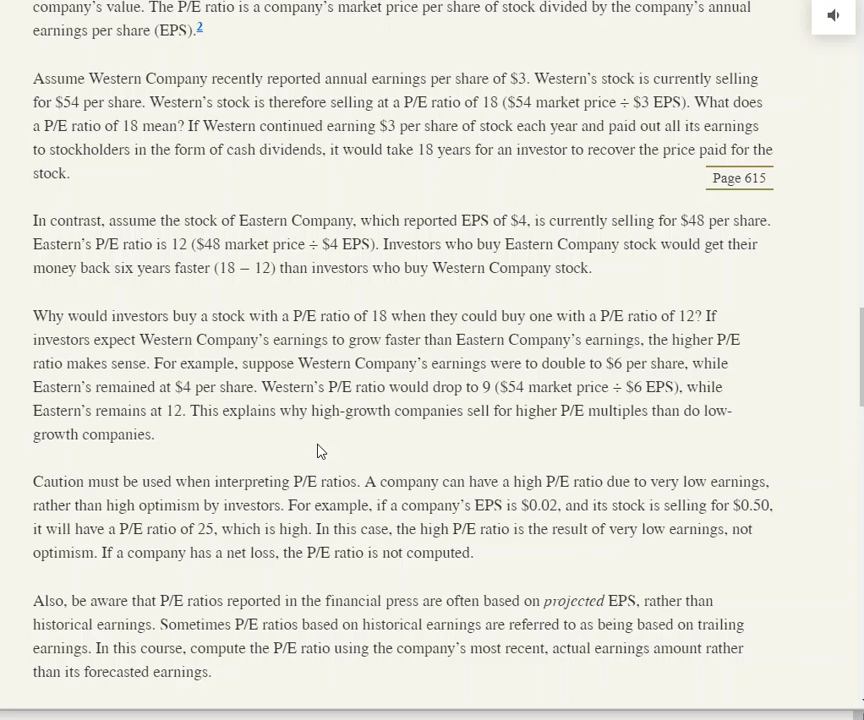 company’s value. The P/E ratio is a company’s market price per share of stock divided by the company’s annual
earnings per share (EPS).2
Assume Western Company recently reported annual earnings per share of $3. Western’s stock is currently selling
for $54 per share. Western’s stock is therefore selling at a P/E ratio of 18 ($54 market price ÷ $3 EPS). What does
a P/E ratio of 18 mean? If Western continued earning $3 per share of stock each year and paid out all its earnings
to stockholders in the form of cash dividends, it would take 18 years for an investor to recover the price paid for the
stock.
Page 615
In contrast, assume the stock of Eastern Company, which reported EPS of $4, is currently selling for $48 per share.
Eastern’s P/E ratio is 12 ($48 market price ÷ $4 EPS). Investors who buy Eastern Company stock would get their
money back six years faster (18 – 12) than investors who buy Western Company stock.
Why would investors buy a stock with a P/E ratio of 18 when they could buy one with a P/E ratio of 12? If
investors expect Western Company’s earnings to grow faster than Eastern Company’s earnings, the higher P/E
ratio makes sense. For example, suppose Western Company’s earnings were to double to $6 per share, while
Eastern’s remained at $4 per share. Western’s P/E ratio would drop to 9 ($54 market price ÷ $6 EPS), while
Eastern’s remains at 12. This explains why high-growth companies sell for higher P/E multiples than do low-
growth companies.
Caution must be used when interpreting P/E ratios. A company can have a high P/E ratio due to very low earnings,
rather than high optimism by investors. For example, if a company’s EPS is $0.02, and its stock is selling for $0.50,
it will have a P/E ratio of 25, which is high. In this case, the high P/E ratio is the result of very low earnings, not
optimism. If a company has a net loss, the P/E ratio is not computed.
Also, be aware that P/E ratios reported in the financial press are often based on projected EPS, rather than
historical earnings. Sometimes P/E ratios based on historical earnings are referred to as being based on trailing
earnings. In this course, compute the P/E ratio using the company’s most recent, actual earnings amount rather
than its forecasted earnings.